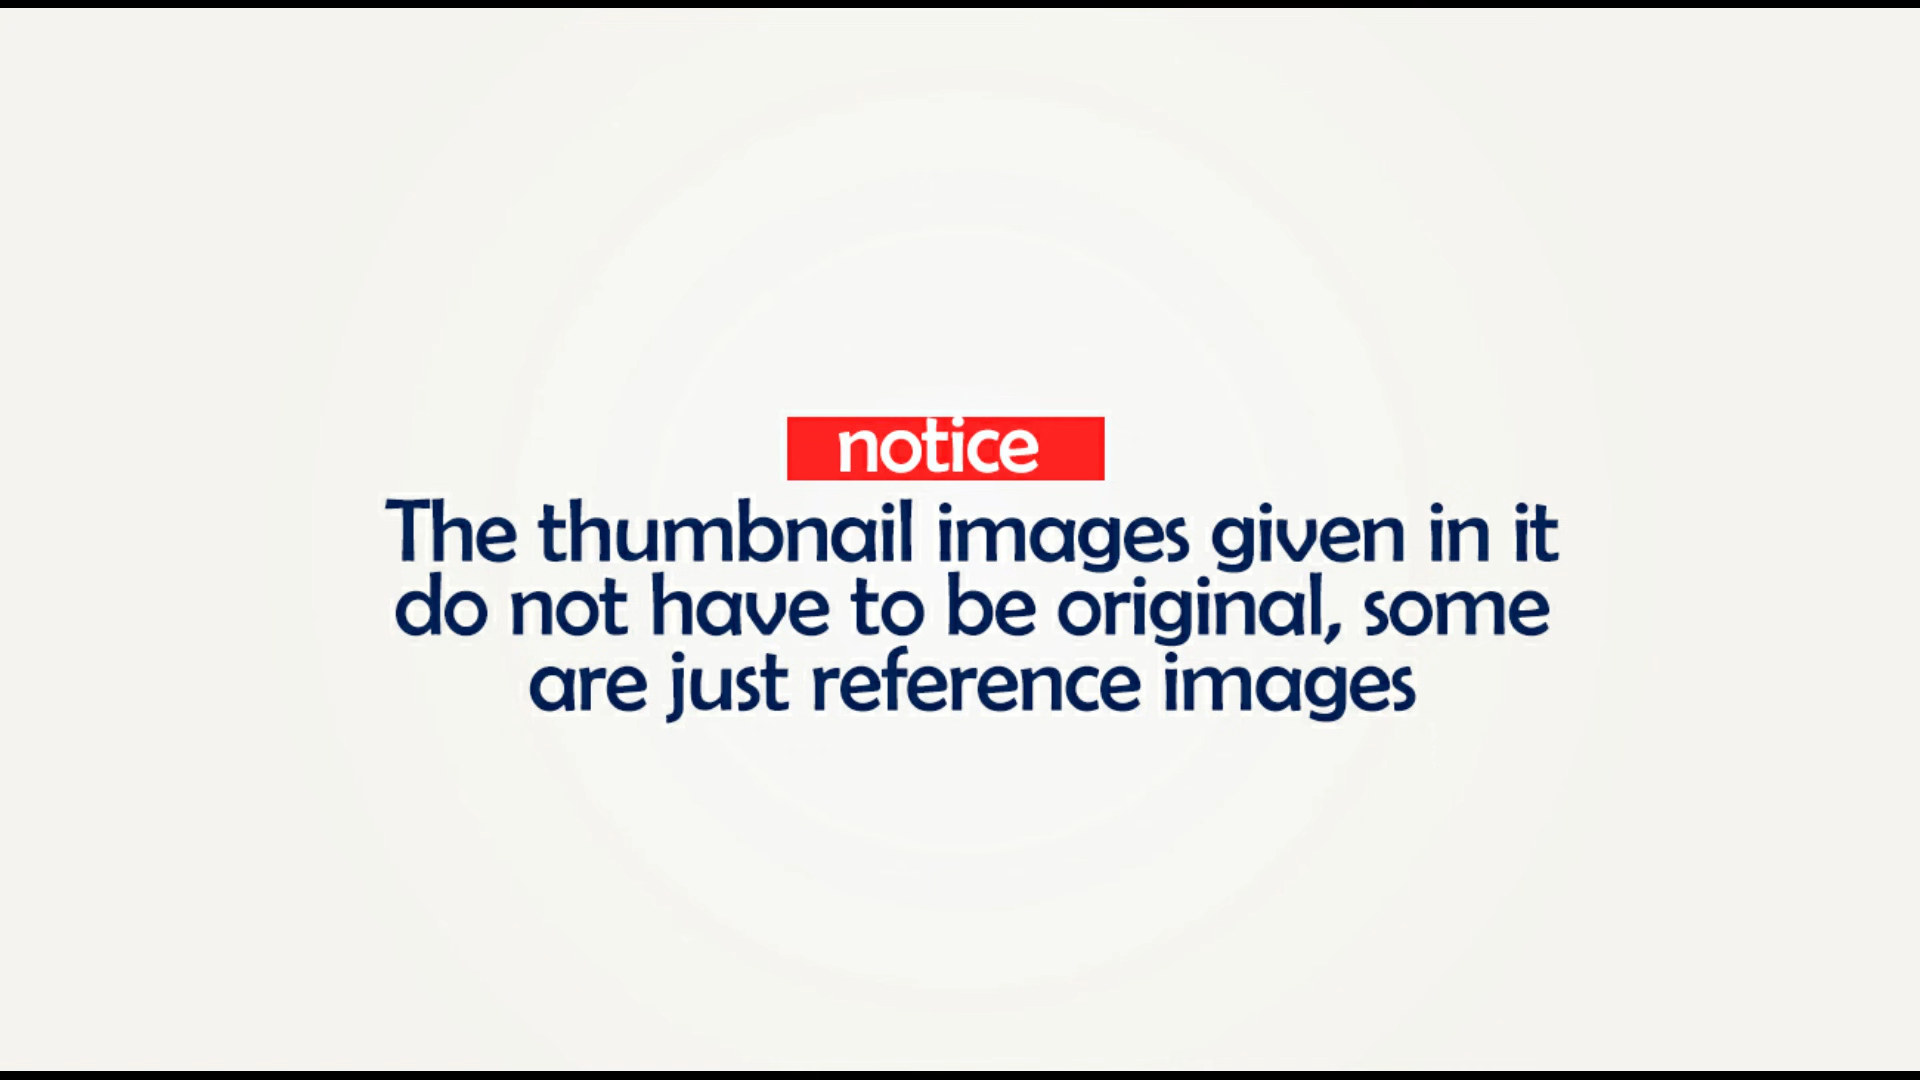 notice
The thumbnail images given in it
do not have to be original, some
are just reference images